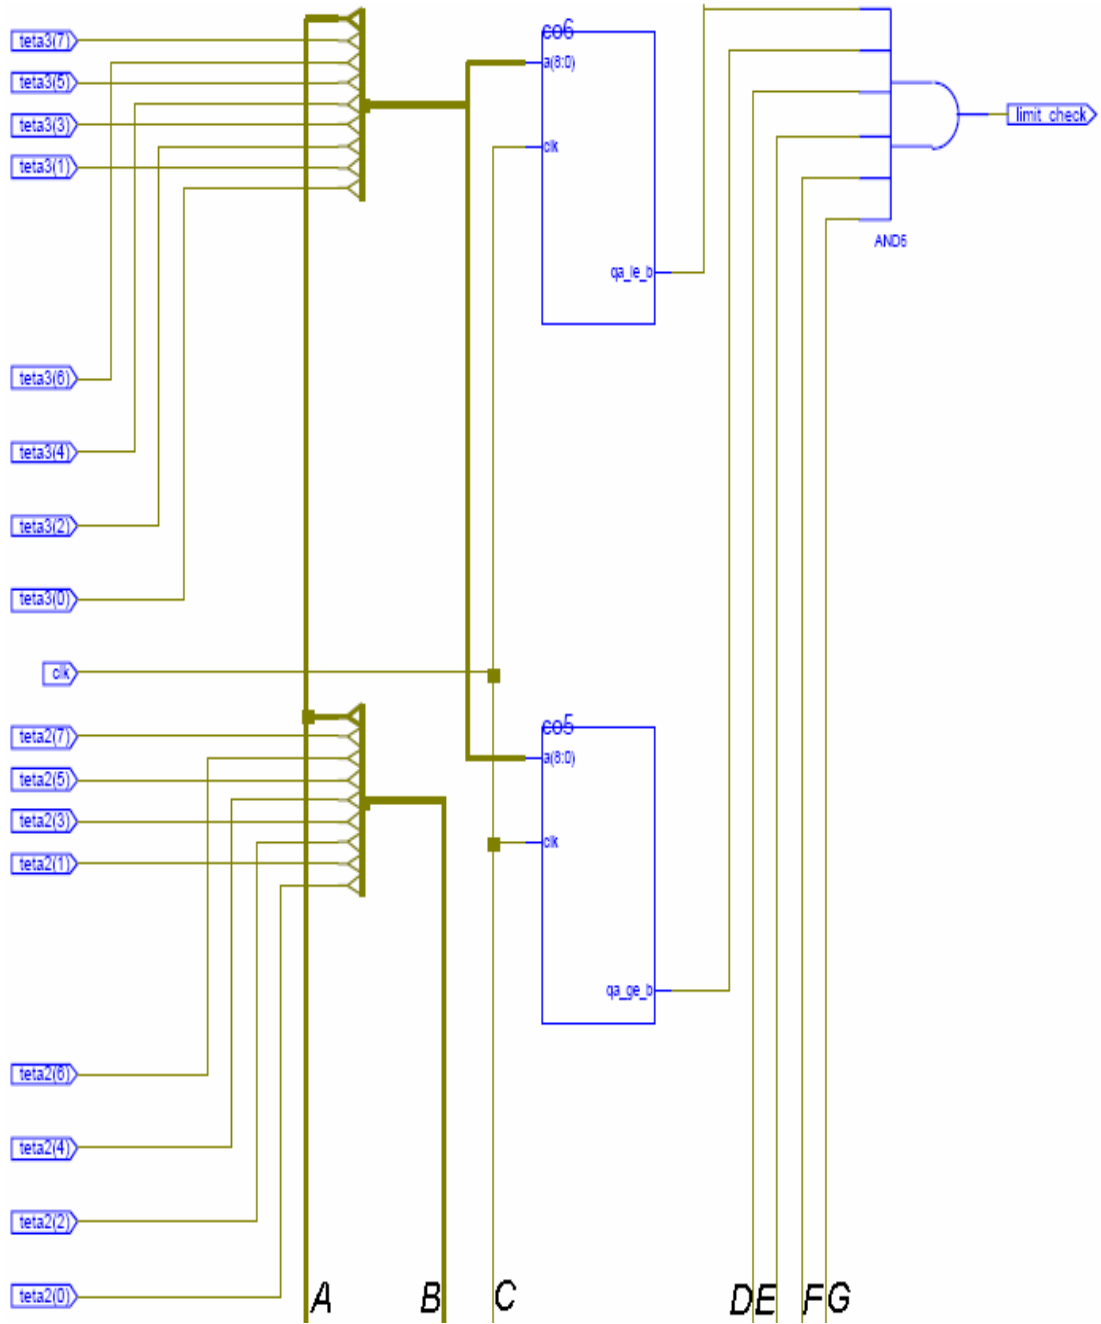 co6
teta3(7)
a(8:0)
teta3(5)
limit_check
teta3(3)
clk
teta3(1)
AND6
qa_le_b
teta3(6)
teta3(4)
teta3(2)
teta3(0)
clk
co5
teta2(7)
a(8:0)
teta2(5)
teta2(3)
clk
teta2(1)
qa_ge_b
teta2(6)
teta2(4)
teta2(2)
teta2(0)
A B C D E F G